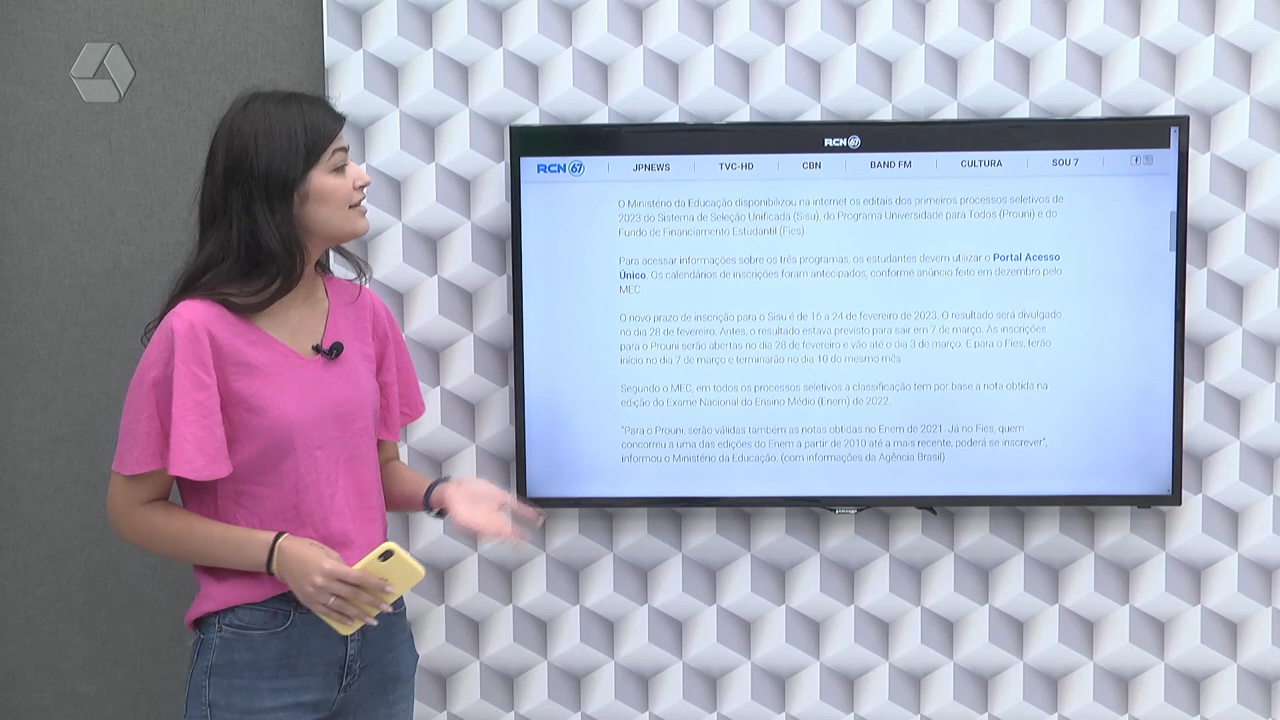 RCN 67
RCN 67 JPNEWS TVC-HD CBN BAND FM CULTURA SOU 7
O Ministério da Educação disponibilizou na internet os editais dos primeiros processos seletivos de
2023 do Sistema de Seleção Unificada (Sisu), do Programa Universidade para Todos (Prouni) e do
Fundo de Financiamento Estudantil (Fies)
Para acessar informações sobre os três programas, os estudantes devem utilizar o Portal Acesso
Único. Os calendários de inscrições foram antecipados, conforme anúncio feito em dezembro pelo
MEC.
O novo prazo de inscrição para o Sisu é de 16 a 24 de fevereiro de 2023. O resultado será divulgado
no dia 28 de fevereiro. Antes, o resultado estava previsto para sair em 7 de março. As inscrições
para o Prouni serão abertas no dia 28 de fevereiro e vão até o dia 3 de março. E para o Fies, terão
início no dia 7 de março e terminarão no dia 10 do mesmo mês.
Segundo o MEC, em todos os processos seletivos a classificação tem por base a nota obtida na
edição do Exame Nacional do Ensino Médio (Enem) de 2022.
"Para o Prouni, serão válidas também as notas obtidas no Enem de 2021. Já no Fies, quem
concorreu a uma das edições do Enem a partir de 2010 até a mais recente, poderá se inscrever",
informou o Ministério da Educação. (com informações da Agência Brasil)